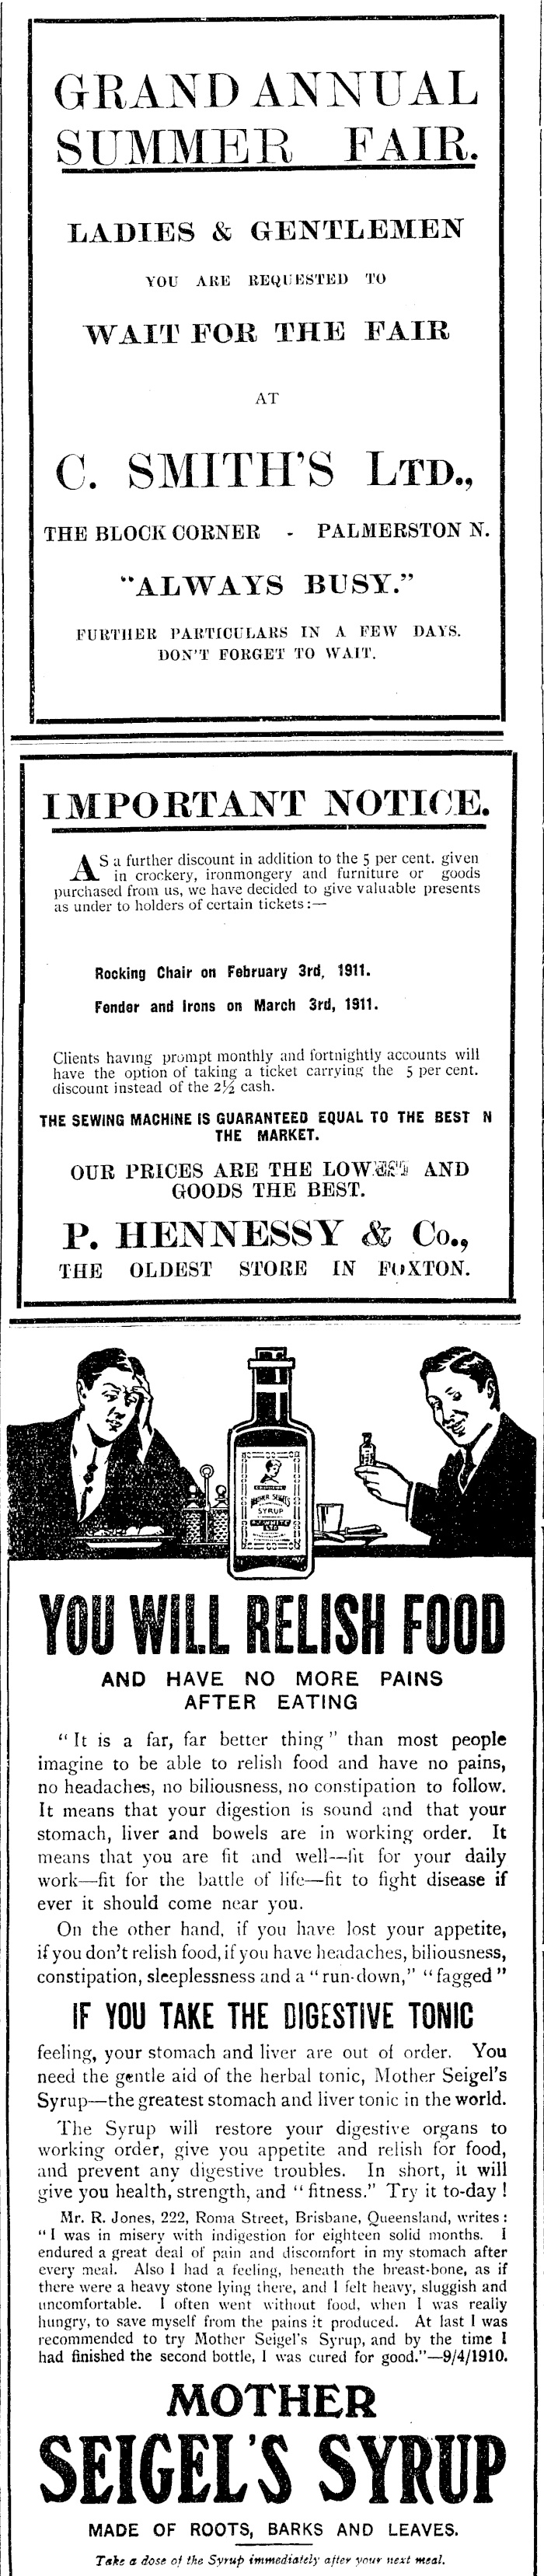 GRAND ANNUAL
SUMMER FAIR.
LADIES & GENTLEMEN
YOU ARE REQUESTED TO
WAIT FOR THE FAIR
AT
C. SMITH'S LTD.,
THE BLOCK CORNER - PALMERSTON N.
"ALWAYS BUSY."
FURTHER PARTICULARS IN A FEW DAYS.
DON'T FORGET TO WAIT.
IMPORTANT NOTICE.
AS a further discount in addition to the 5 per cent. given
in crockery, ironmongery and furniture or goods
purchased from us, we have decided to give valuable presents
as under to holders of certain tickets:—
Rocking Chair on February 3rd, 1911.
Fender and Irons on March 3rd, 1911.
Clients having prompt monthly and fortnightly accounts will
have the option of taking a ticket carrying the 5 per cent.
discount instead of the 2½ cash.
THE SEWING MACHINE IS GUARANTEED EQUAL TO THE BEST N
THE MARKET.
OUR PRICES ARE THE LOWEST AND
GOODS THE BEST.
P. HENNESSY & Co.,
THE OLDEST STORE IN FOXTON.
MOTHER SEIGEL'S
SYRUP
YOU WILL RELISH FOOD
AND HAVE NO MORE PAINS
AFTER EATING
"It is a far, far better thing" than most people
imagine to be able to relish food and have no pains,
no headaches, no biliousness, no constipation to follow.
It means that your digestion is sound and that your
stomach, liver and bowels are in working order. It
means that you are fit and well—fit for your daily
work—fit for the battle of life—fit to fight disease if
ever it should come near you.
On the other hand, if you have lost your appetite,
if you don't relish food, if you have headaches, biliousness,
constipation, sleeplessness and a "run-down," "fagged"
IF YOU TAKE THE DIGESTIVE TONIC
feeling, your stomach and liver are out of order. You
need the gentle aid of the herbal tonic, Mother Seigel's
Syrup—the greatest stomach and liver tonic in the world.
The Syrup will restore your digestive organs to
working order, give you appetite and relish for food,
and prevent any digestive troubles. In short, it will
give you health, strength, and "fitness." Try it to-day!
Mr. R. Jones, 222, Roma Street, Brisbane, Queensland, writes:
"I was in misery with indigestion for eighteen solid months. I
endured a great deal of pain and discomfort in my stomach after
every meal. Also I had a feeling, beneath the breast-bone, as if
there were a heavy stone lying there, and I felt heavy, sluggish and
uncomfortable. I often went without food, when I was really
hungry, to save myself from the pains it produced. At last I was
recommended to try Mother Seigel's Syrup, and by the time I
had finished the second bottle, I was cured for good."—9/4/1910.
MOTHER
SEIGEL'S SYRUP
MADE OF ROOTS, BARKS AND LEAVES.
Take a dose of the Syrup immediately after your next meal.